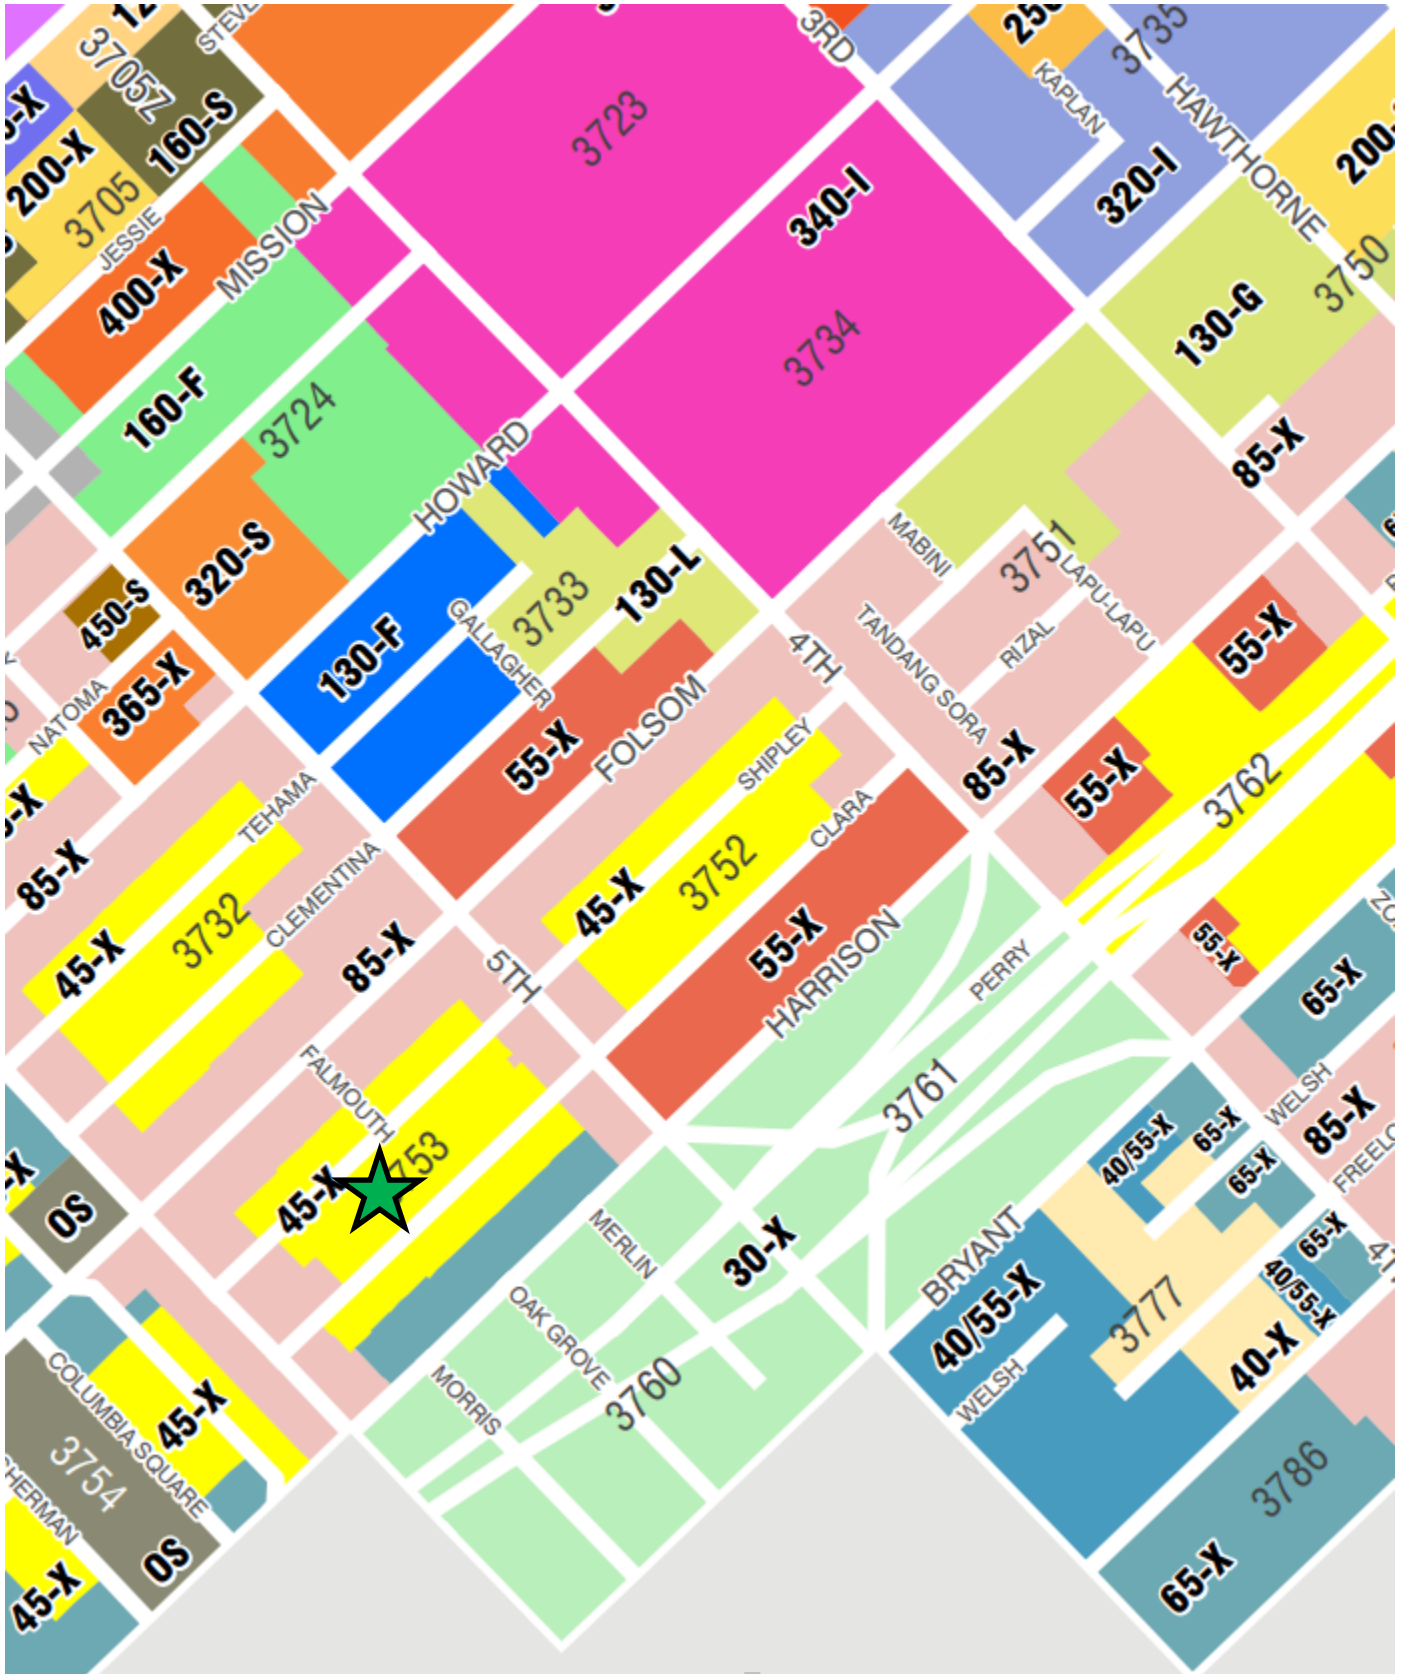 3RD
250
3735
KAPLAN
HAWTHORNE
3705Z
160-S
200-X
3705
JESSIE
400-X
MISSION
3723
340-I
320-I
3734
130-G
3750
160-F
3724
HOWARD
85-X
320-S
450-S
365-X
NATOMA
130-F
GALLAGHER
3733
130-L
MABINI
3751
LAPU-LAPU
TANDANG SORA
RIZAL
55-X
4TH
FOLSOM
55-X
SHIPLEY
CLARA
85-X
55-X
3762
TEHAMA
CLEMENTINA
85-X
45-X
3732
85-X
5TH
45-X
3752
55-X
HARRISON
PERRY
55-X
65-X
FALMOUTH
45-X
753
3761
WELSH
85-X
40/55-X
65-X
65-X
OS
MERLIN
30-X
OAK GROVE
MORRIS
3760
BRYANT
40/55-X
WELSH
3777
65-X
40/55-X
40-X
COLUMBIA SQUARE
45-X
3754
OS
45-X
3786
65-X